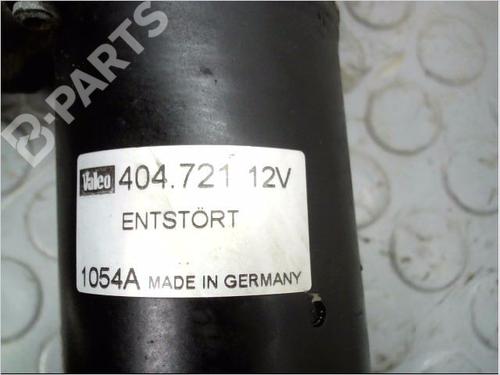 B-PARTS
Valeo 404.721 12V
ENTSTÖRT
1054A MADE IN GERMANY